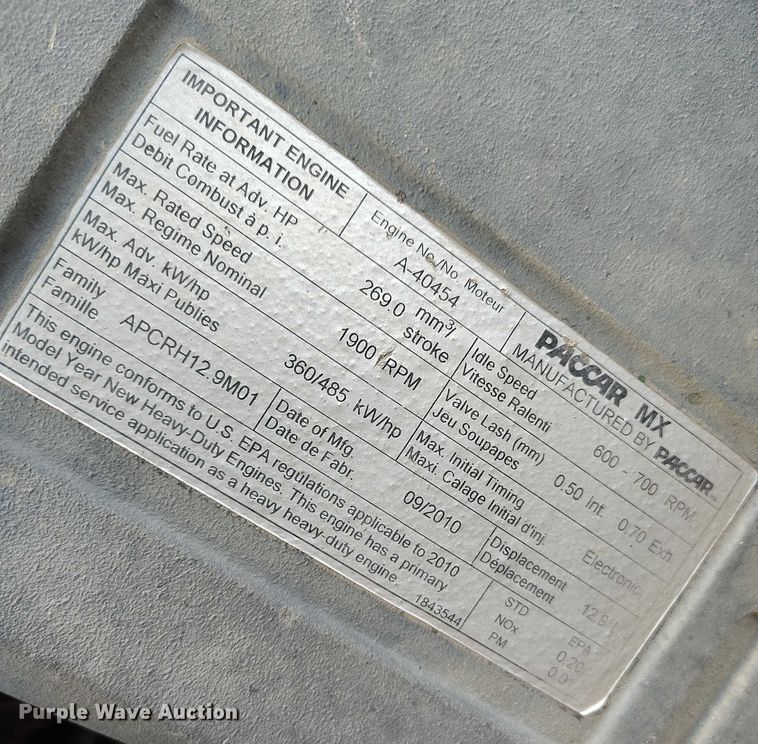 IMPORTANT ENGINE
INFORMATION
Engine No./No. Moteur
A-40454
PACCAR MX
MANUFACTURED BY PACCAR
Fuel Rate at Adv. HP
Debit Combust à p. i.
269.0 mm³/
stroke
Idle Speed
Vitesse Ralenti
600 - 700 RPM
Max. Rated Speed
Max. Regime Nominal
1900 RPM
Valve Lash (mm)
Jeu Soupapes
0.50 Int. 0.70 Exh
Max. Adv. kW/hp
kW/hp Maxi Publies
360/485 kW/hp
Max. Initial Timing
Maxi. Calage Initial d'inj.
Electronic
Family
Famille
APCRH12.9M01
Date of Mfg.
Date de Fabr.
09/2010
Displacement
Déplacement
12.9
This engine conforms to U.S. EPA regulations applicable to 2010
Model Year New Heavy-Duty Engines. This engine has a primary
intended service application as a heavy heavy-duty engine.
1843544
STD EPA
NOx 0.20
PM 0.01
Purple Wave Auction